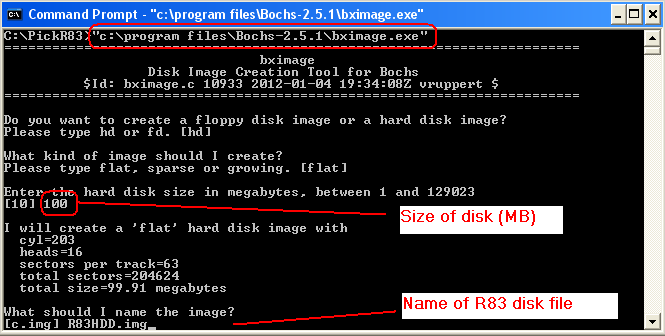 Command Prompt - "c:\program files\Bochs-2.5.1\bximage.exe"
C:\PickR83>"c:\program files\Bochs-2.5.1\bximage.exe"
========================================================================
bximage
Disk Image Creation Tool for Bochs
$Id: bximage.c 10933 2012-01-04 19:34:08Z vruppert $
========================================================================
Do you want to create a floppy disk image or a hard disk image?
Please type hd or fd. [hd]
What kind of image should I create?
Please type flat, sparse or growing. [flat]
Enter the hard disk size in megabytes, between 1 and 129023
[10] 100
Size of disk (MB)
I will create a 'flat' hard disk image with
cyl=203
heads=16
sectors per track=63
total sectors=204624
total size=99.91 megabytes
What should I name the image?
Name of R83 disk file
[c.img] R83HDD.img_